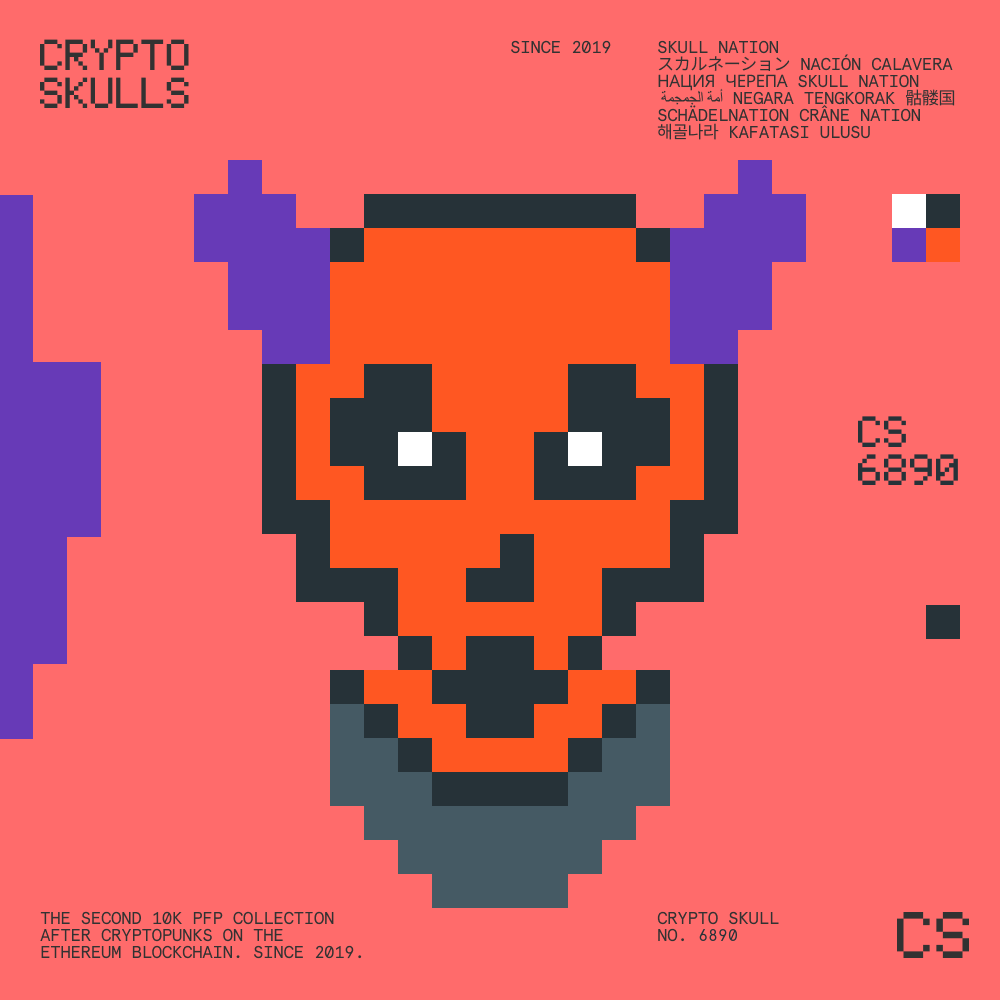 CRYPTO
SKULLS
SINCE 2019
SKULL NATION
スカルネーション NACIÓN CALAVERA
НАЦИЯ ЧЕРЕПА SKULL NATION
أمة الجمجمة NEGARA TENGKORAK 骷髅国
SCHÄDELNATION CRÂNE NATION
해골나라 KAFATASI ULUSU
CS
6890
THE SECOND 10K PFP COLLECTION
AFTER CRYPTOPUNKS ON THE
ETHEREUM BLOCKCHAIN. SINCE 2019.
CRYPTO SKULL
NO. 6890
CS